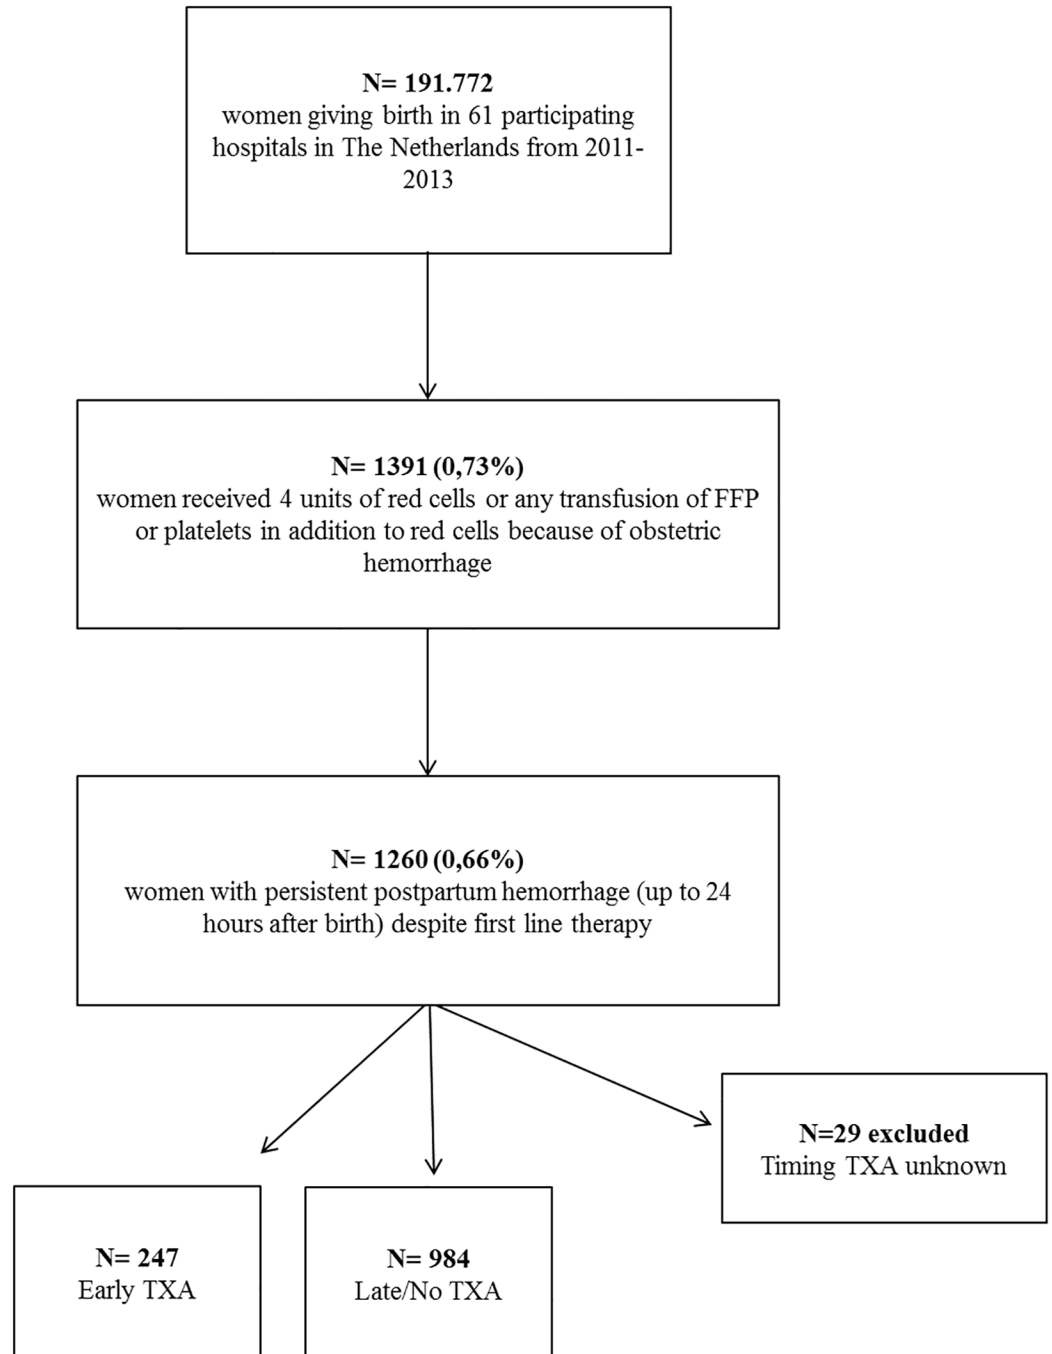 N= 191.772
women giving birth in 61 participating
hospitals in The Netherlands from 2011-
2013
N= 1391 (0,73%)
women received 4 units of red cells or any transfusion of FFP
or platelets in addition to red cells because of obstetric
hemorrhage
N= 1260 (0,66%)
women with persistent postpartum hemorrhage (up to 24
hours after birth) despite first line therapy
N=29 excluded
Timing TXA unknown
N= 247
Early TXA
N= 984
Late/No TXA